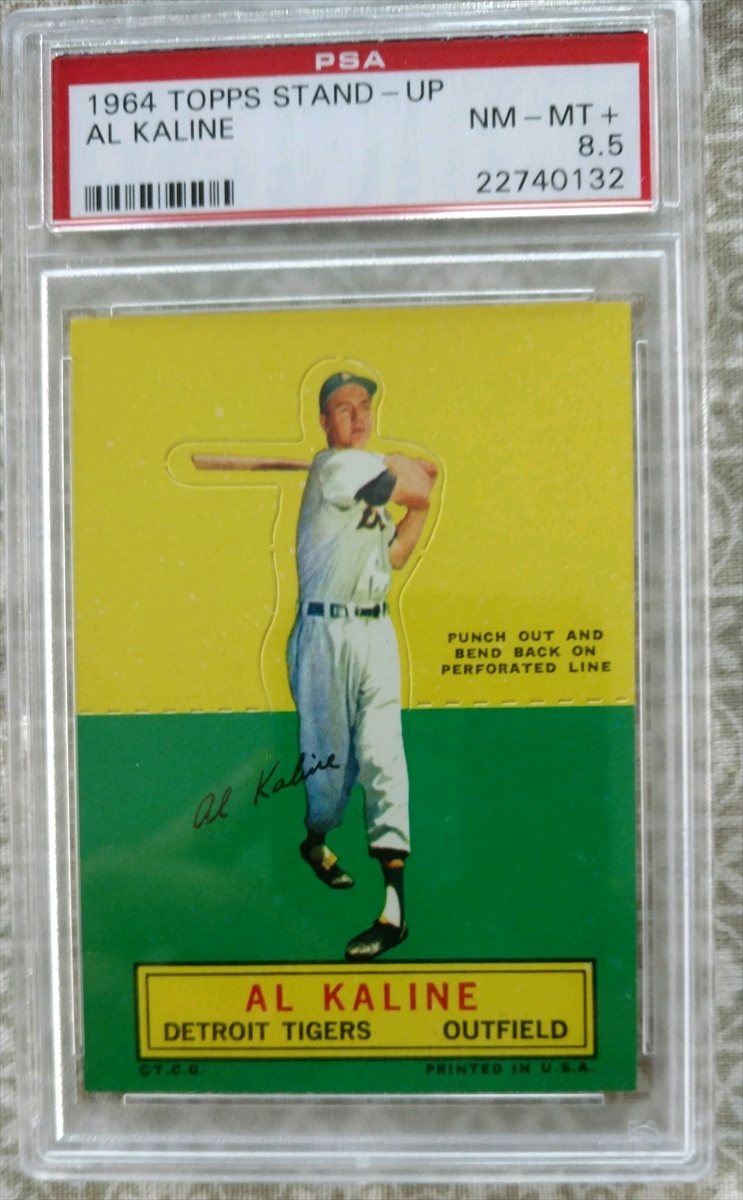 PSA
1964 TOPPS STAND-UP
AL KALINE
NM-MT+
8.5
22740132
PUNCH OUT AND
BEND BACK ON
PERFORATED LINE
Al Kaline
AL KALINE
DETROIT TIGERS OUTFIELD
©T.C.G. PRINTED IN U.S.A.